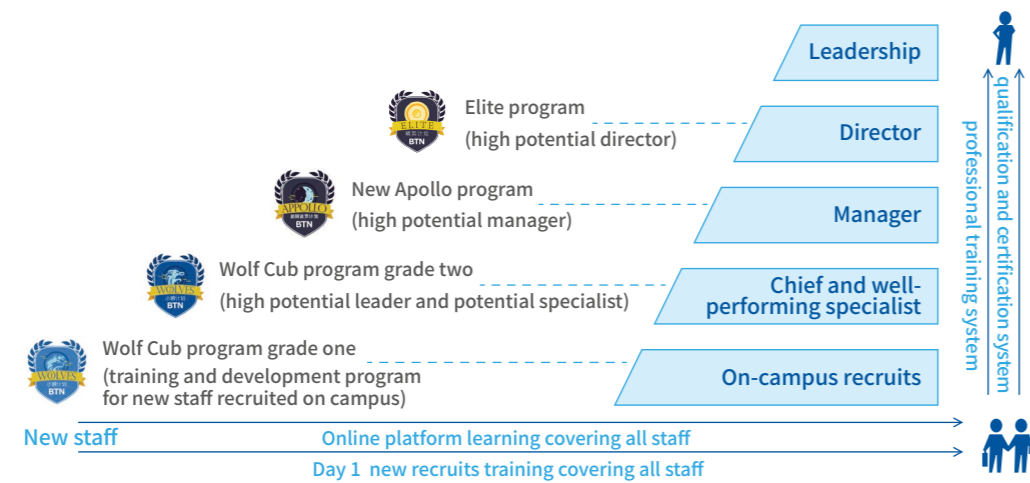 Leadership
ELITE
BTN
Elite program
(high potential director)
Director
APPOLLO
BTN
New Apollo program
(high potential manager)
Manager
WOLVES
BTN
Wolf Cub program grade two
(high potential leader and potential specialist)
Chief and well-
performing specialist
WOLVES
BTN
Wolf Cub program grade one
(training and development program
for new staff recruited on campus)
On-campus recruits
professional training system
qualification and certification system
New staff
Online platform learning covering all staff
Day 1 new recruits training covering all staff